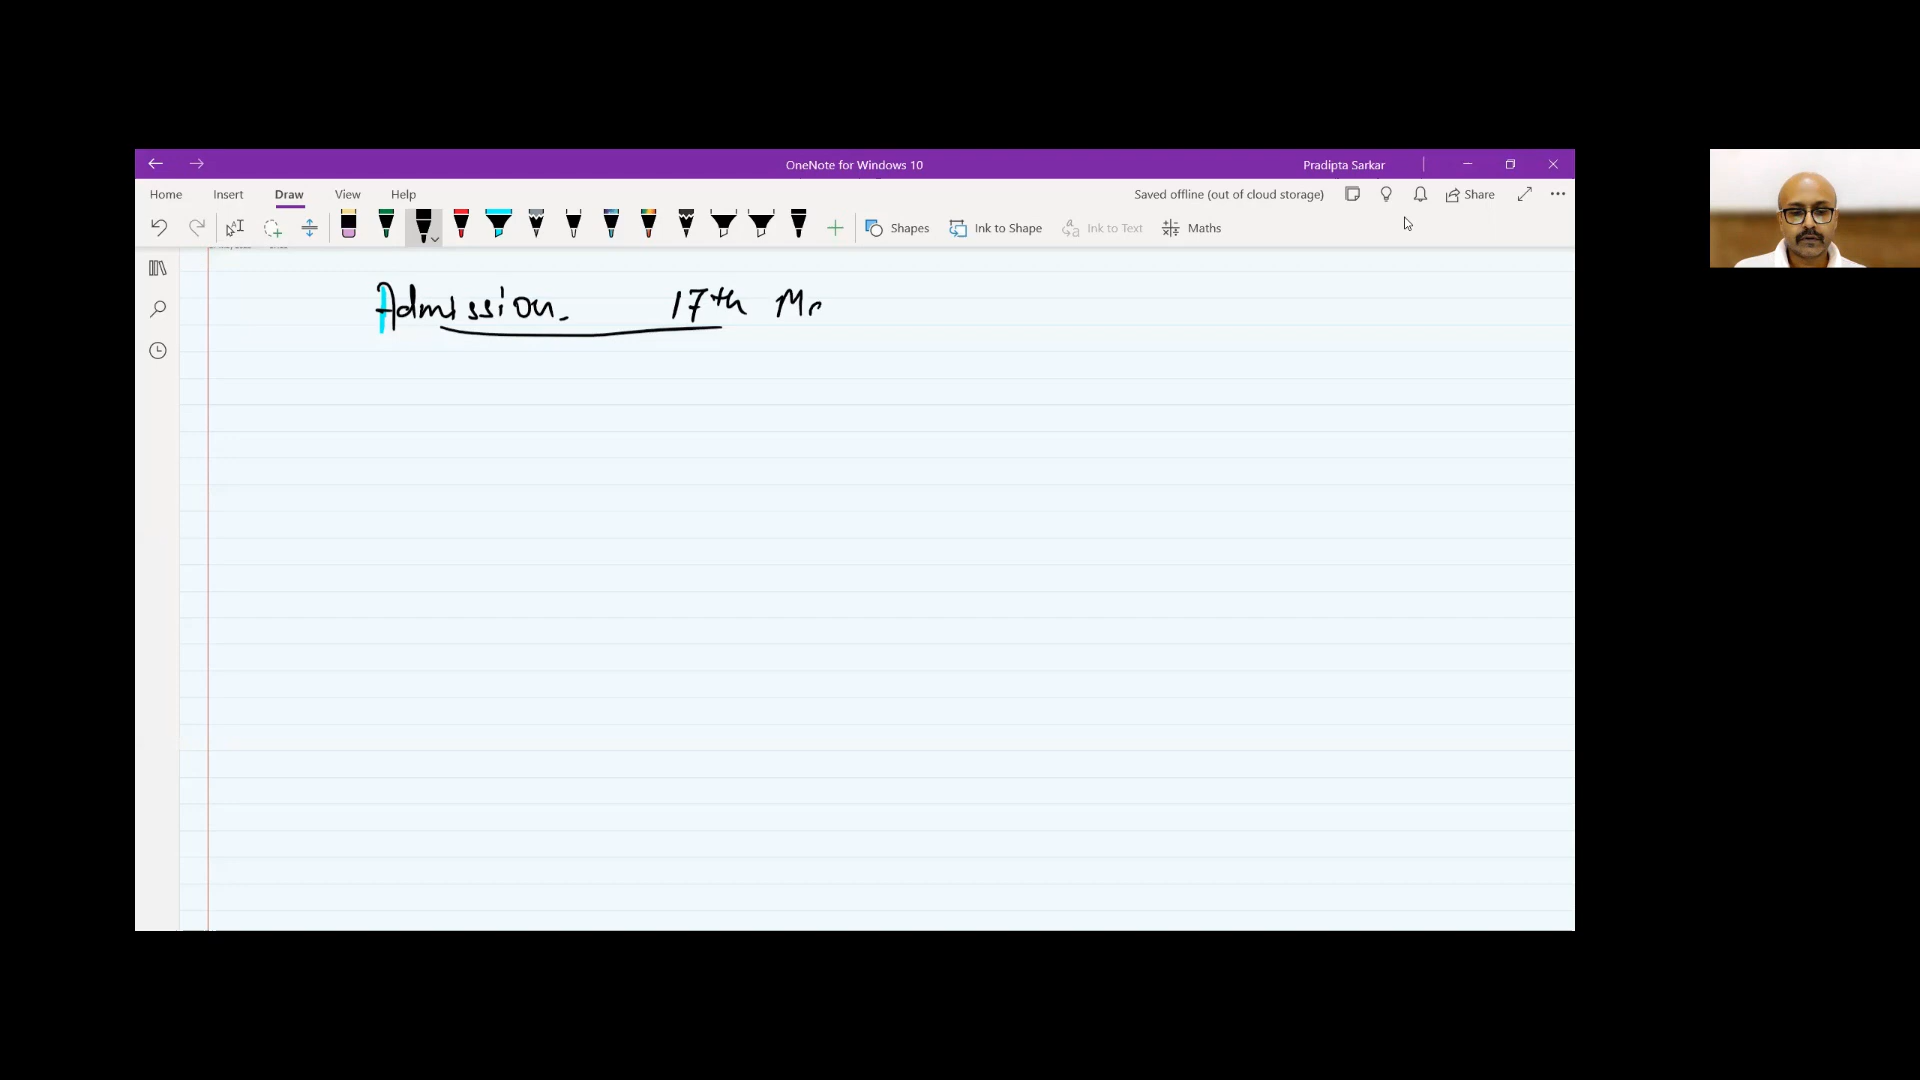 OneNote for Windows 10 Pradipta Sarkar
Home Insert Draw View Help Saved offline (out of cloud storage) Share
Shapes Ink to Shape Ink to Text Maths
Admission. 17th